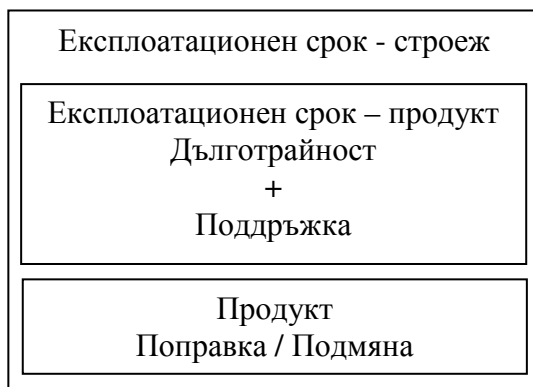 Експлоатационен срок - строеж
Експлоатационен срок – продукт
Дълготрайност
+
Поддръжка
Продукт
Поправка / Подмяна